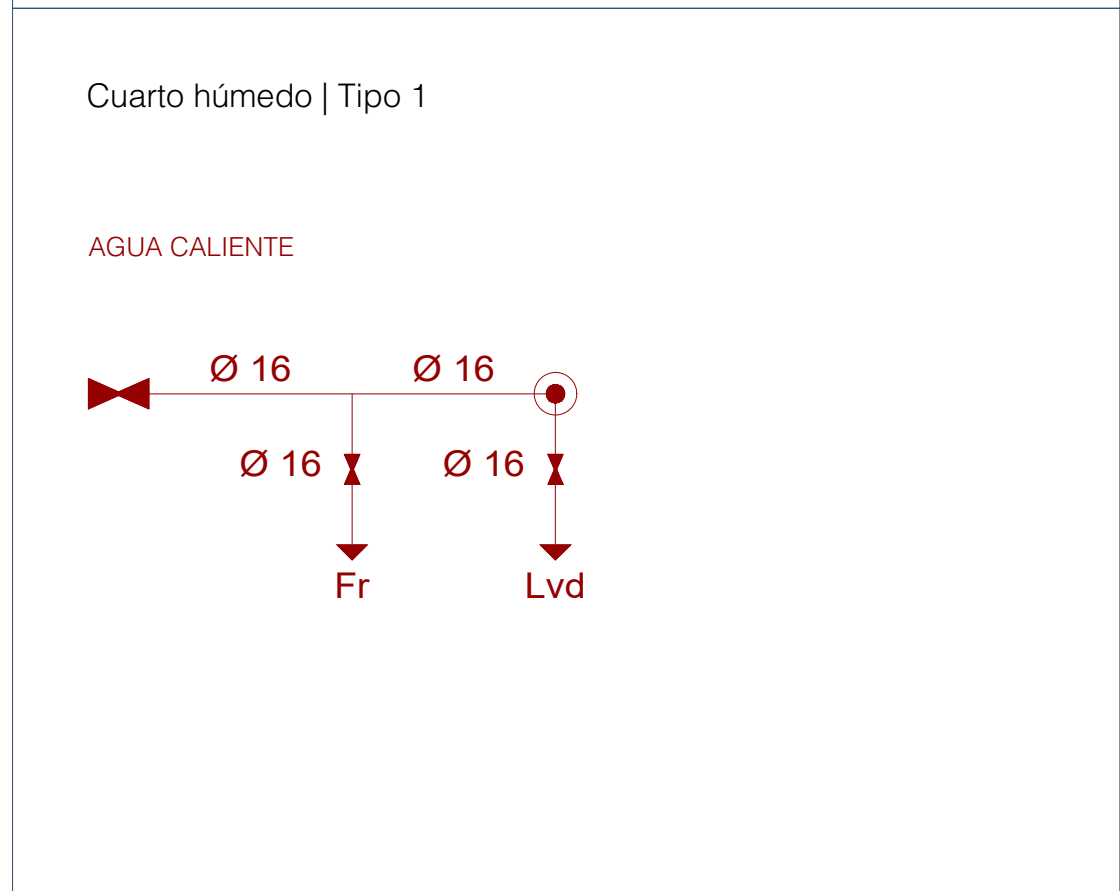 Cuarto húmedo | Tipo 1
AGUA CALIENTE
Ø 16 Ø 16
Ø 16 Ø 16
Fr Lvd